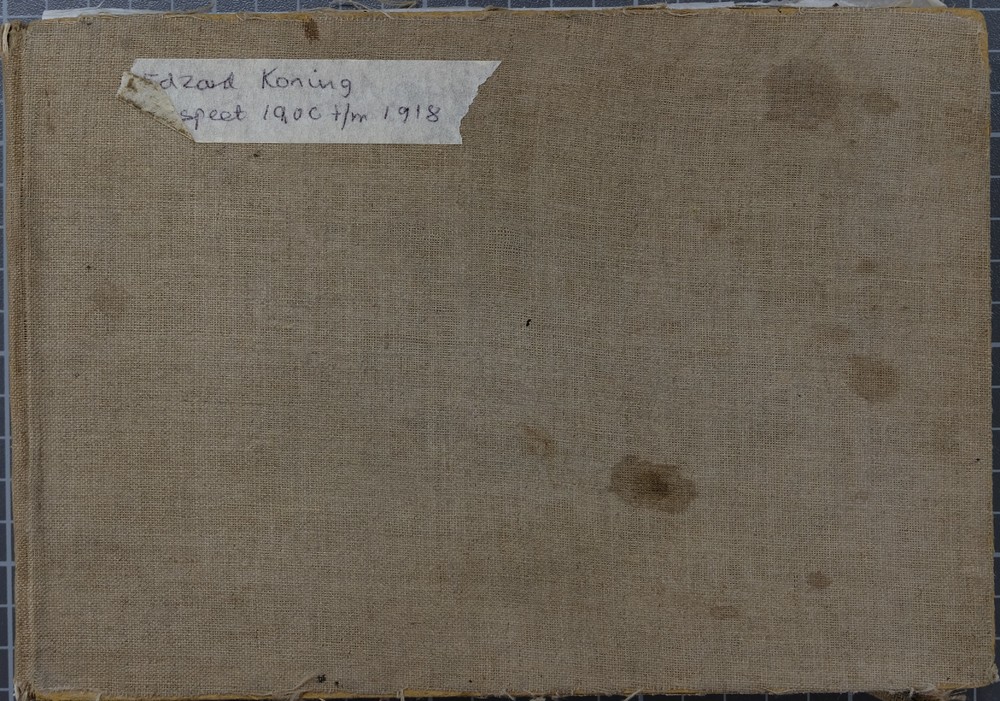 Edzard Koning
speet 1900 t/m 1918